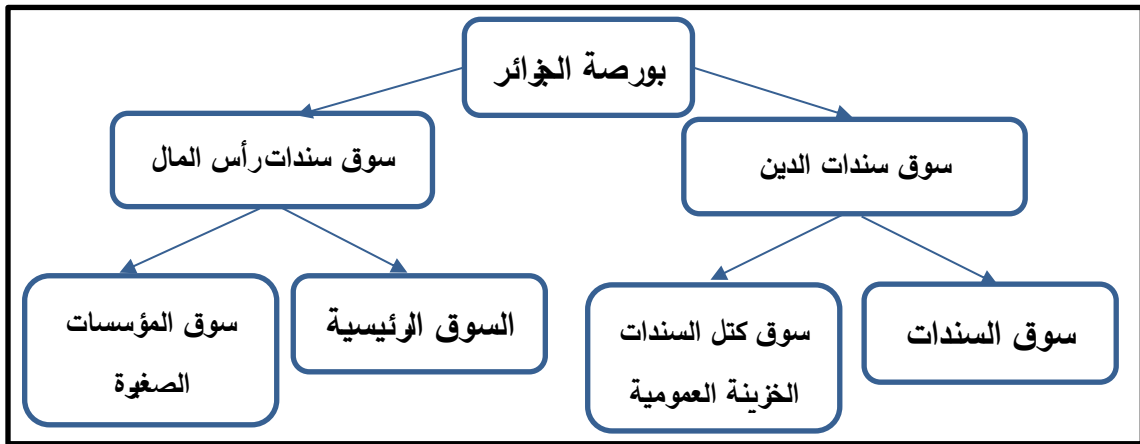 بورصة الجزائر
سوق سندات الدين
سوق سندات رأس المال
سوق السندات
سوق كتل السندات
الخزينة العمومية
السوق الرئيسية
سوق المؤسسات
الصغيرة